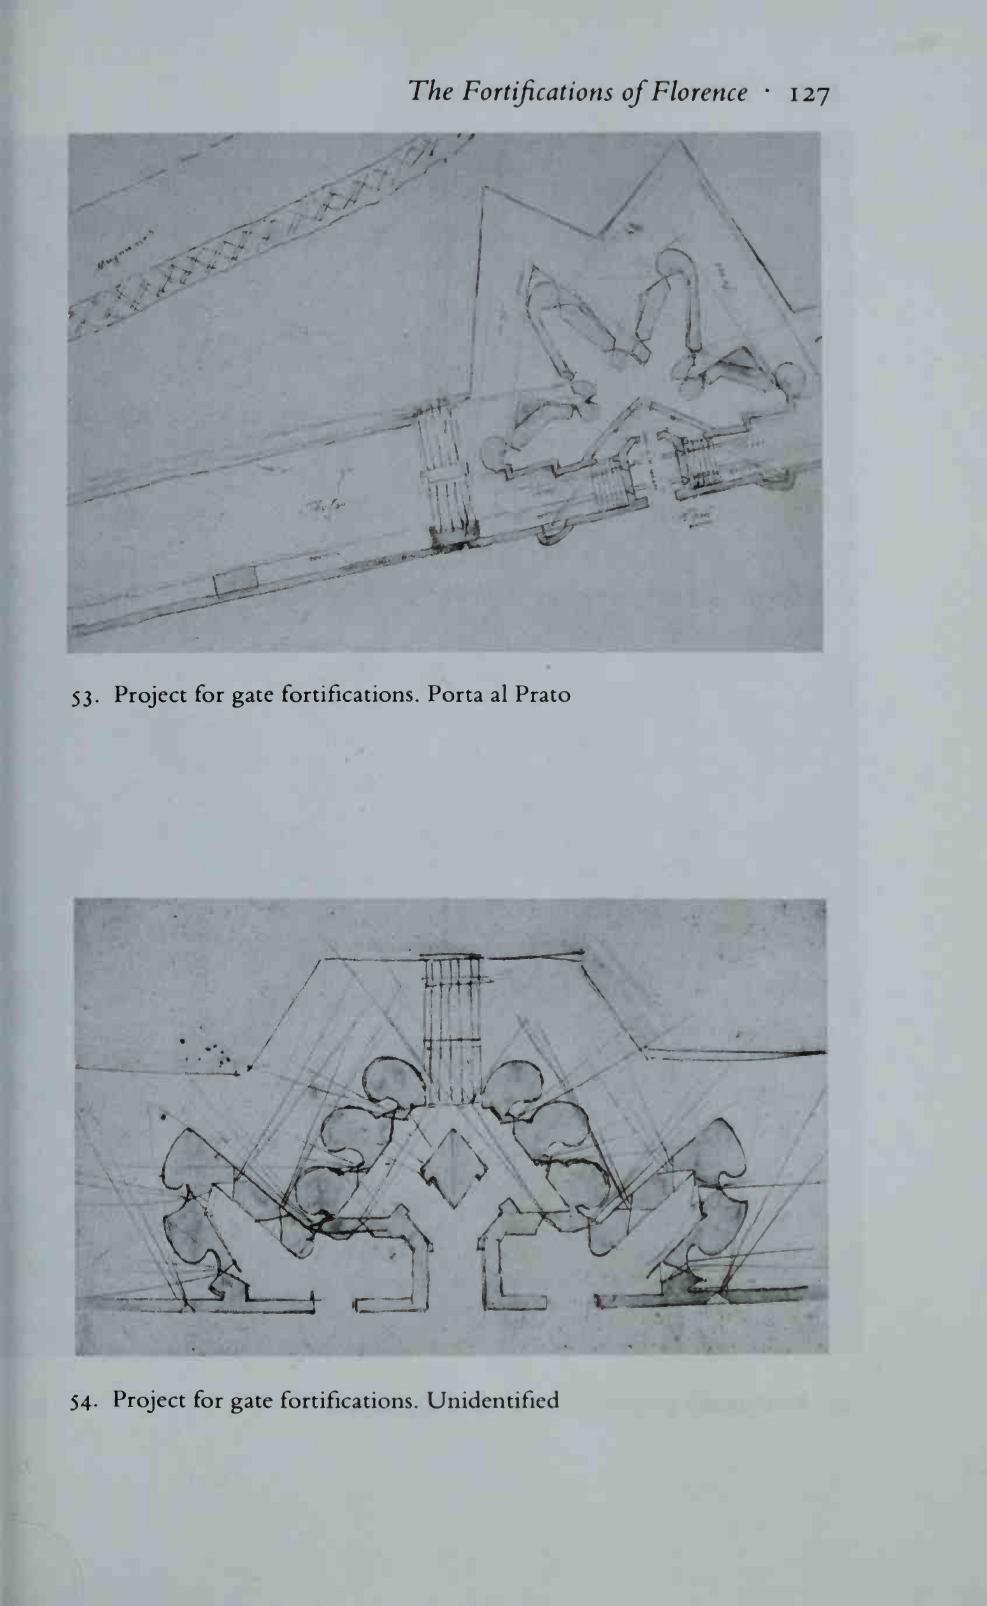 The Fortifications of Florence · 127
53. Project for gate fortifications. Porta al Prato
54. Project for gate fortifications. Unidentified